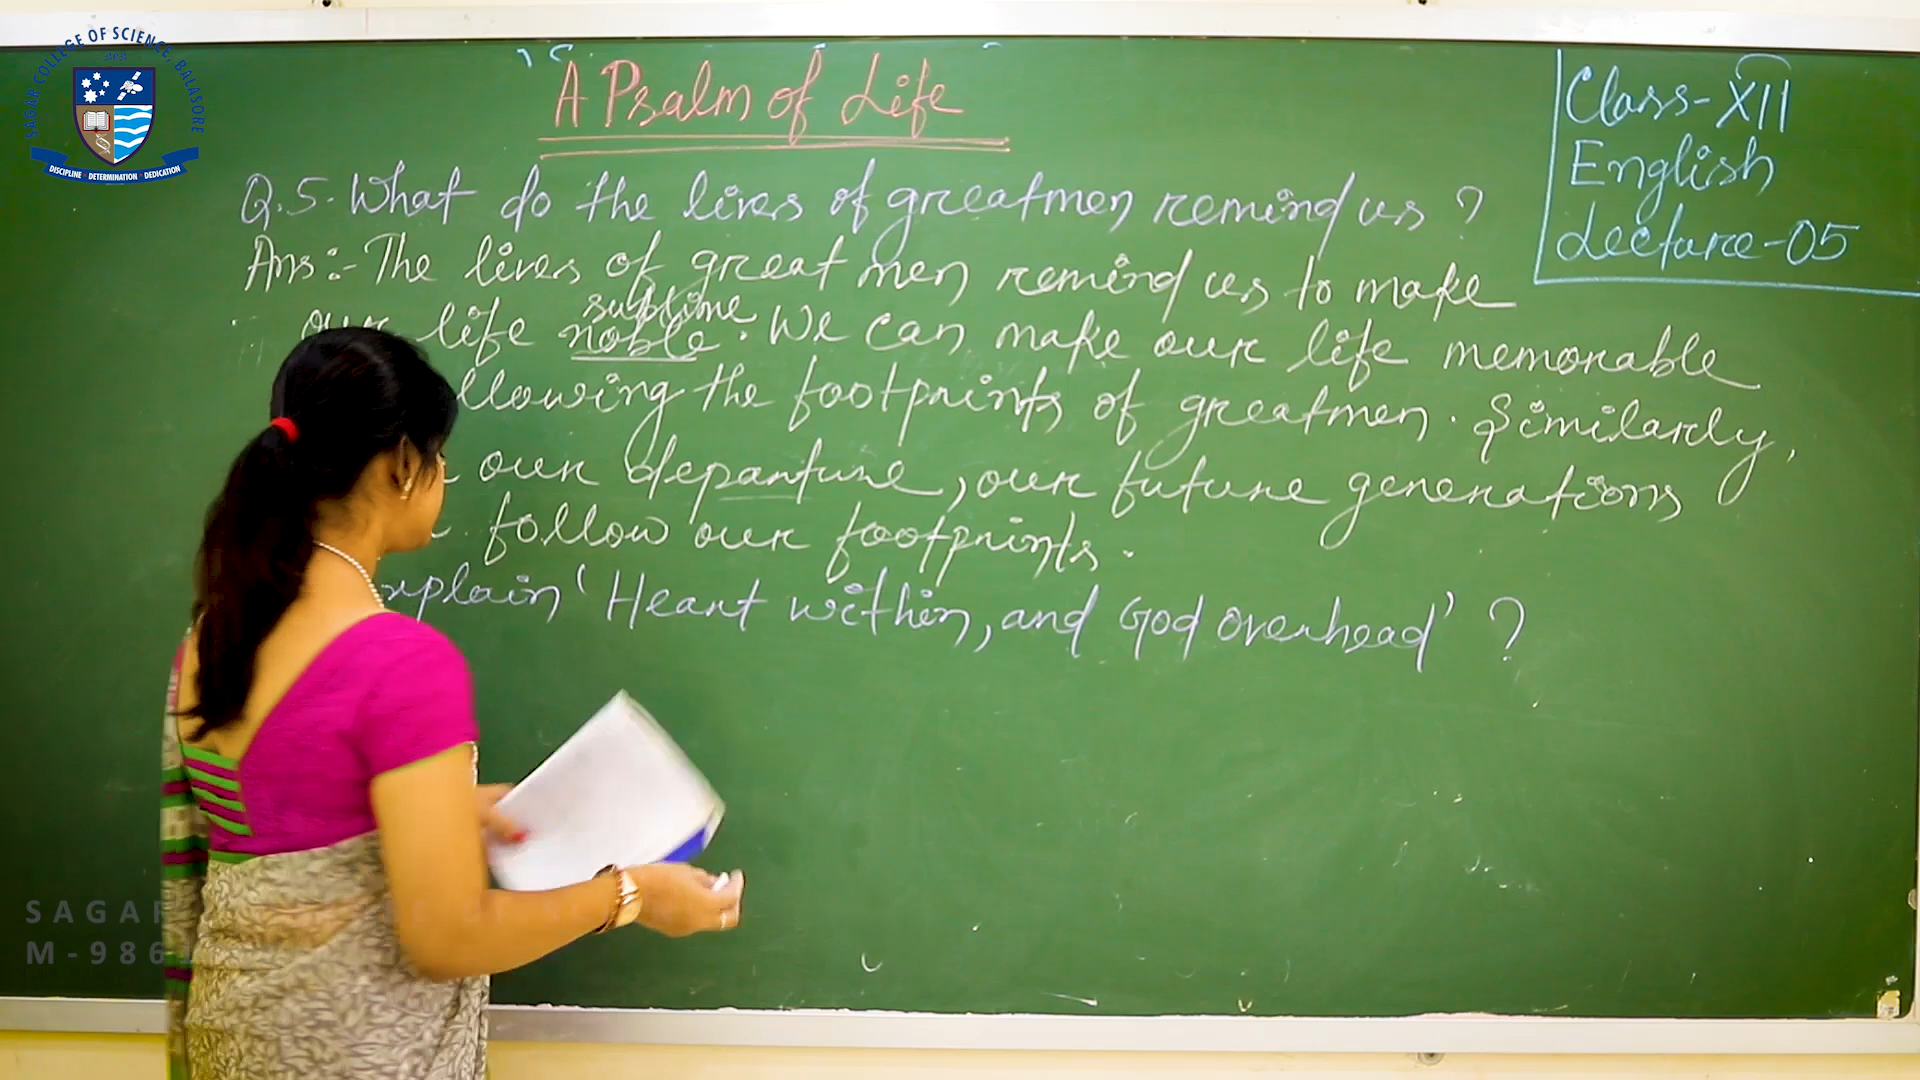 SAGAR COLLEGE OF SCIENCE, BALASORE
DISCIPLINE DETERMINATION DEDICATION
A Psalm of Life
Class-XII
English
Lecture-05
Q.5. What do the lives of greatmen remind us ?
Ans:- The lives of great men remind us to make
sublime
our life noble. We can make our life memorable
llowing the footprints of greatmen. Similarly,
our departure, our future generations
follow our footprints.
xplain 'Heart within, and God overhead' ?
SAGAR
M-986